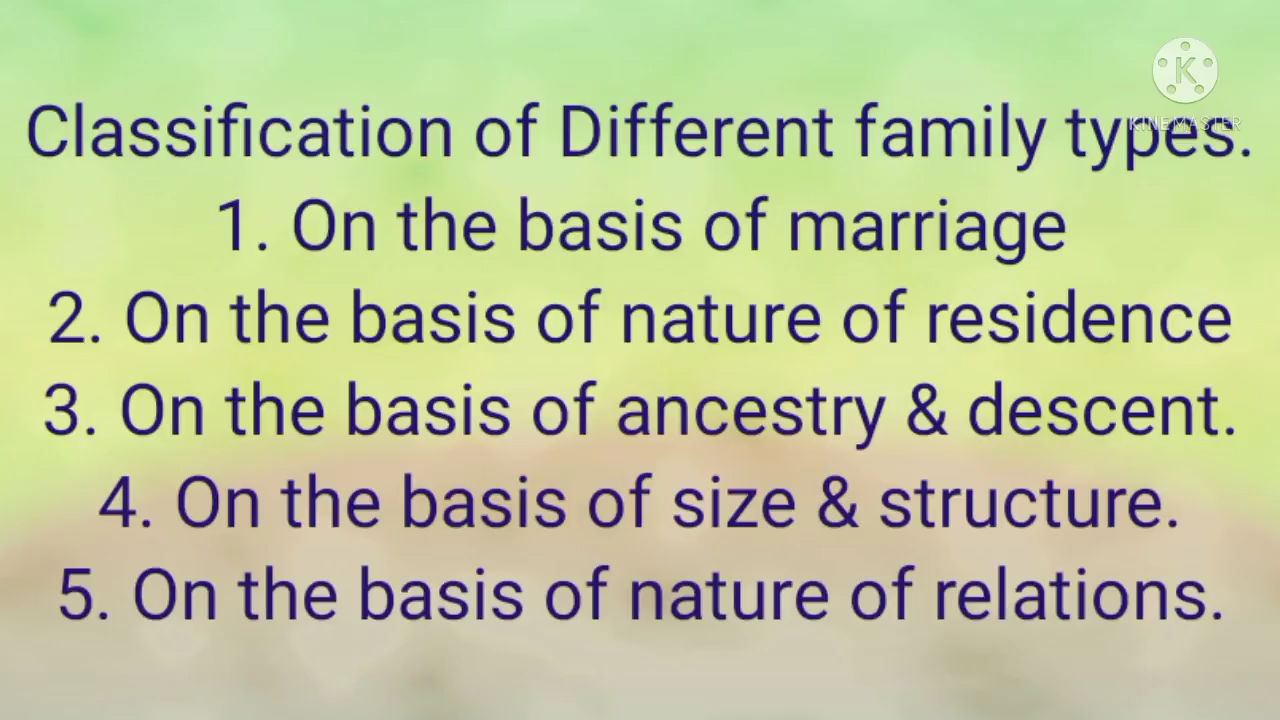 Classification of Different family types.
1. On the basis of marriage
2. On the basis of nature of residence
3. On the basis of ancestry & descent.
4. On the basis of size & structure.
5. On the basis of nature of relations.
K
KINEMASTER